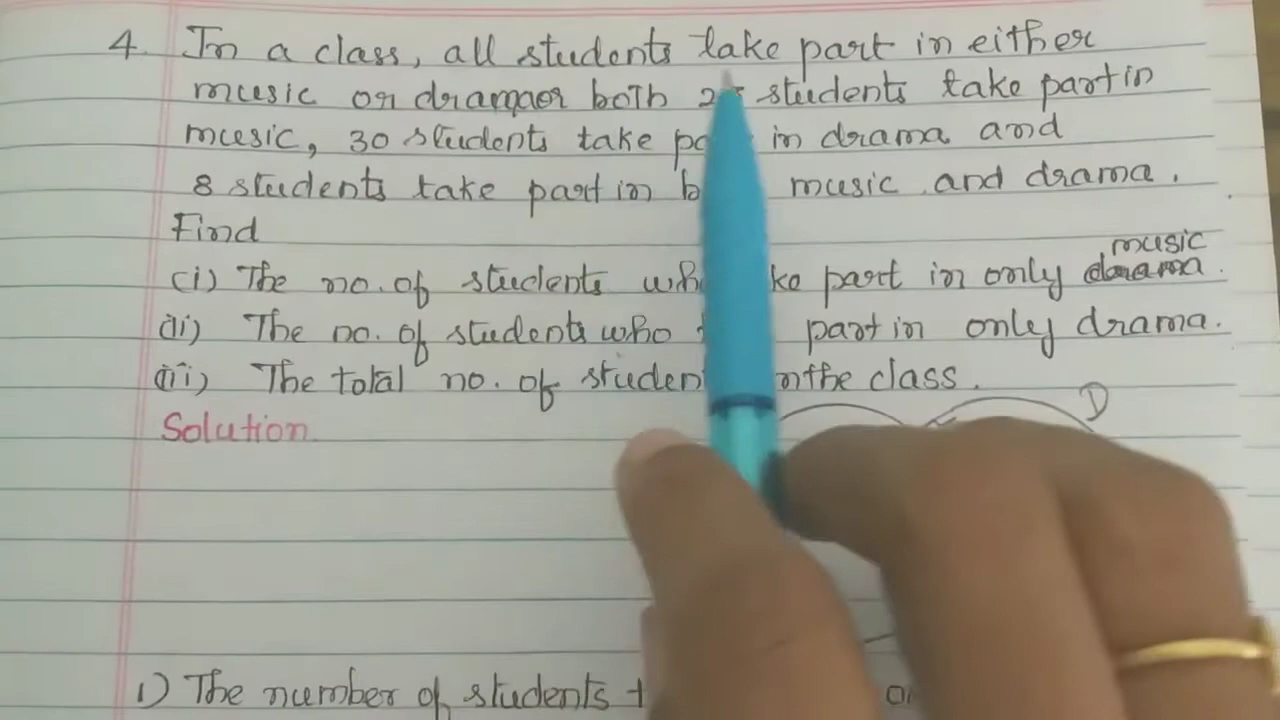 4. In a class, all students take part in either
music or drama or both students take part in
music, 30 students take in drama and
8 students take part in music and drama.
Find
music
(i) The no. of students part in only drama.
(ii) The no. of students who part in only drama.
(iii) The total no. of the class.
D
Solution
1) The number of students